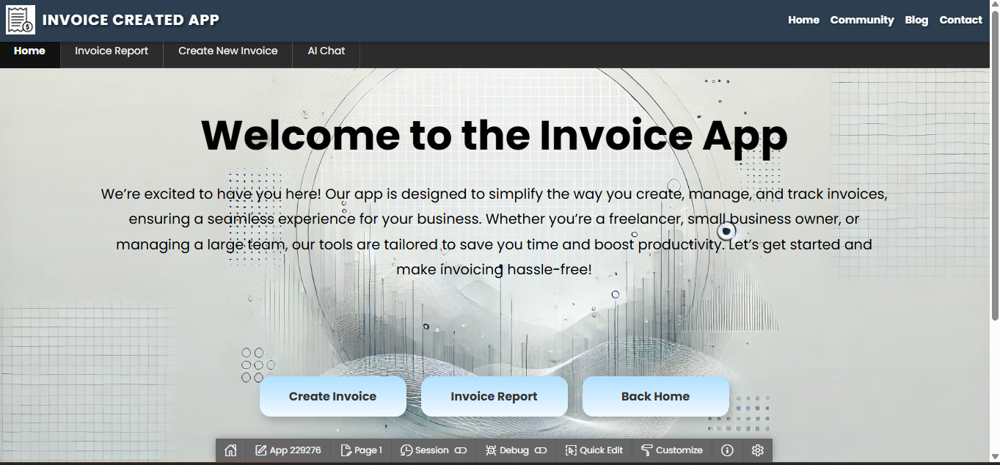 INVOICE CREATED APP
Home Community Blog Contact
Home Invoice Report Create New Invoice AI Chat
Welcome to the Invoice App
We’re excited to have you here! Our app is designed to simplify the way you create, manage, and track invoices,
ensuring a seamless experience for your business. Whether you’re a freelancer, small business owner, or
managing a large team, our tools are tailored to save you time and boost productivity. Let’s get started and
make invoicing hassle-free!
Create Invoice Invoice Report Back Home
App 229276 Page 1 Session Debug Quick Edit Customize